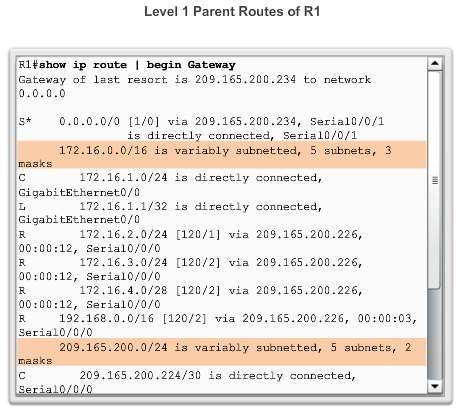 Level 1 Parent Routes of R1
R1#show ip route | begin Gateway
Gateway of last resort is 209.165.200.234 to network
0.0.0.0
S* 0.0.0.0/0 [1/0] via 209.165.200.234, Serial0/0/1
is directly connected, Serial0/0/1
172.16.0.0/16 is variably subnetted, 5 subnets, 3
masks
C 172.16.1.0/24 is directly connected,
GigabitEthernet0/0
L 172.16.1.1/32 is directly connected,
GigabitEthernet0/0
R 172.16.2.0/24 [120/1] via 209.165.200.226,
00:00:12, Serial0/0/0
R 172.16.3.0/24 [120/2] via 209.165.200.226,
00:00:12, Serial0/0/0
R 172.16.4.0/28 [120/2] via 209.165.200.226,
00:00:12, Serial0/0/0
R 192.168.0.0/16 [120/2] via 209.165.200.226, 00:00:03,
Serial0/0/0
209.165.200.0/24 is variably subnetted, 5 subnets, 2
masks
C 209.165.200.224/30 is directly connected,
Serial0/0/0